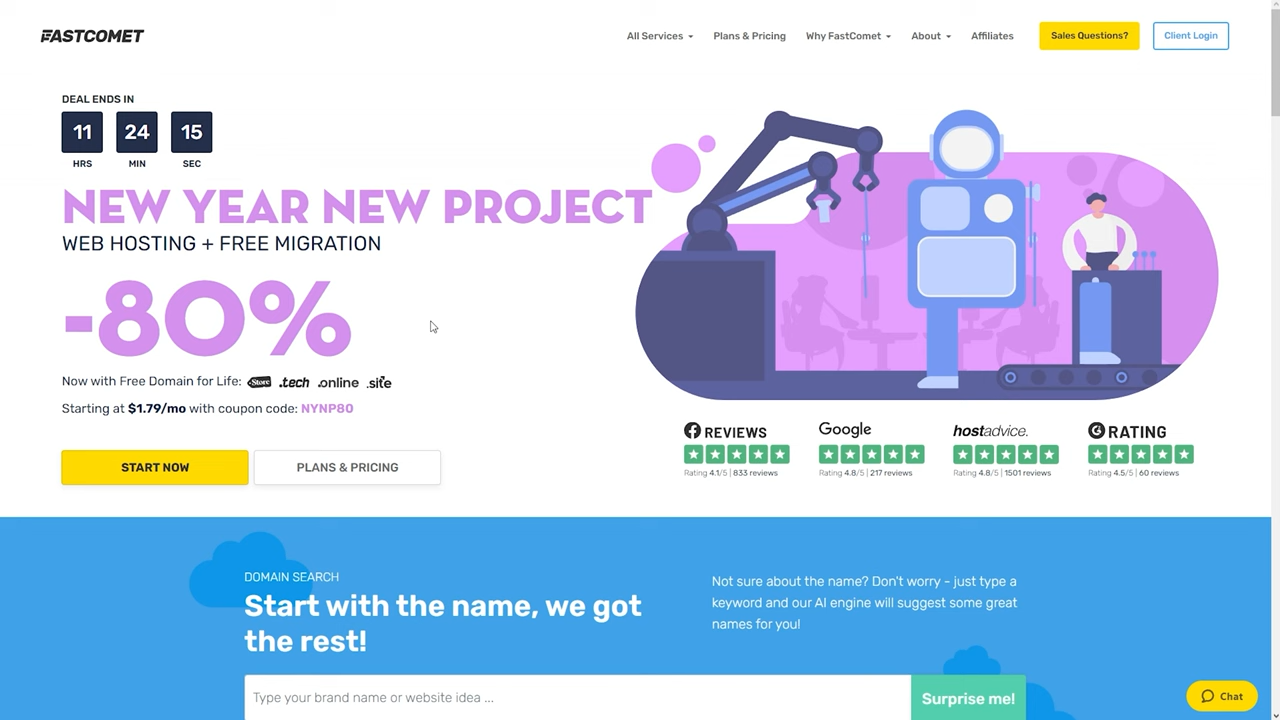 FASTCOMET
All Services
Plans & Pricing
Why FastComet
About
Affiliates
Sales Questions?
Client Login
DEAL ENDS IN
11 24 15
HRS MIN SEC
NEW YEAR NEW PROJECT
WEB HOSTING + FREE MIGRATION
-80%
Now with Free Domain for Life: .Store .tech .online .site
Starting at $1.79/mo with coupon code: NYNP80
START NOW
PLANS & PRICING
REVIEWS
Rating 4.1/5 | 833 reviews
Google
Rating 4.8/5 | 217 reviews
hostadvice.
Rating 4.8/5 | 1501 reviews
G RATING
Rating 4.5/5 | 60 reviews
DOMAIN SEARCH
Start with the name, we got
the rest!
Not sure about the name? Don't worry - just type a
keyword and our AI engine will suggest some great
names for you!
Type your brand name or website idea ...
Surprise me!
Chat